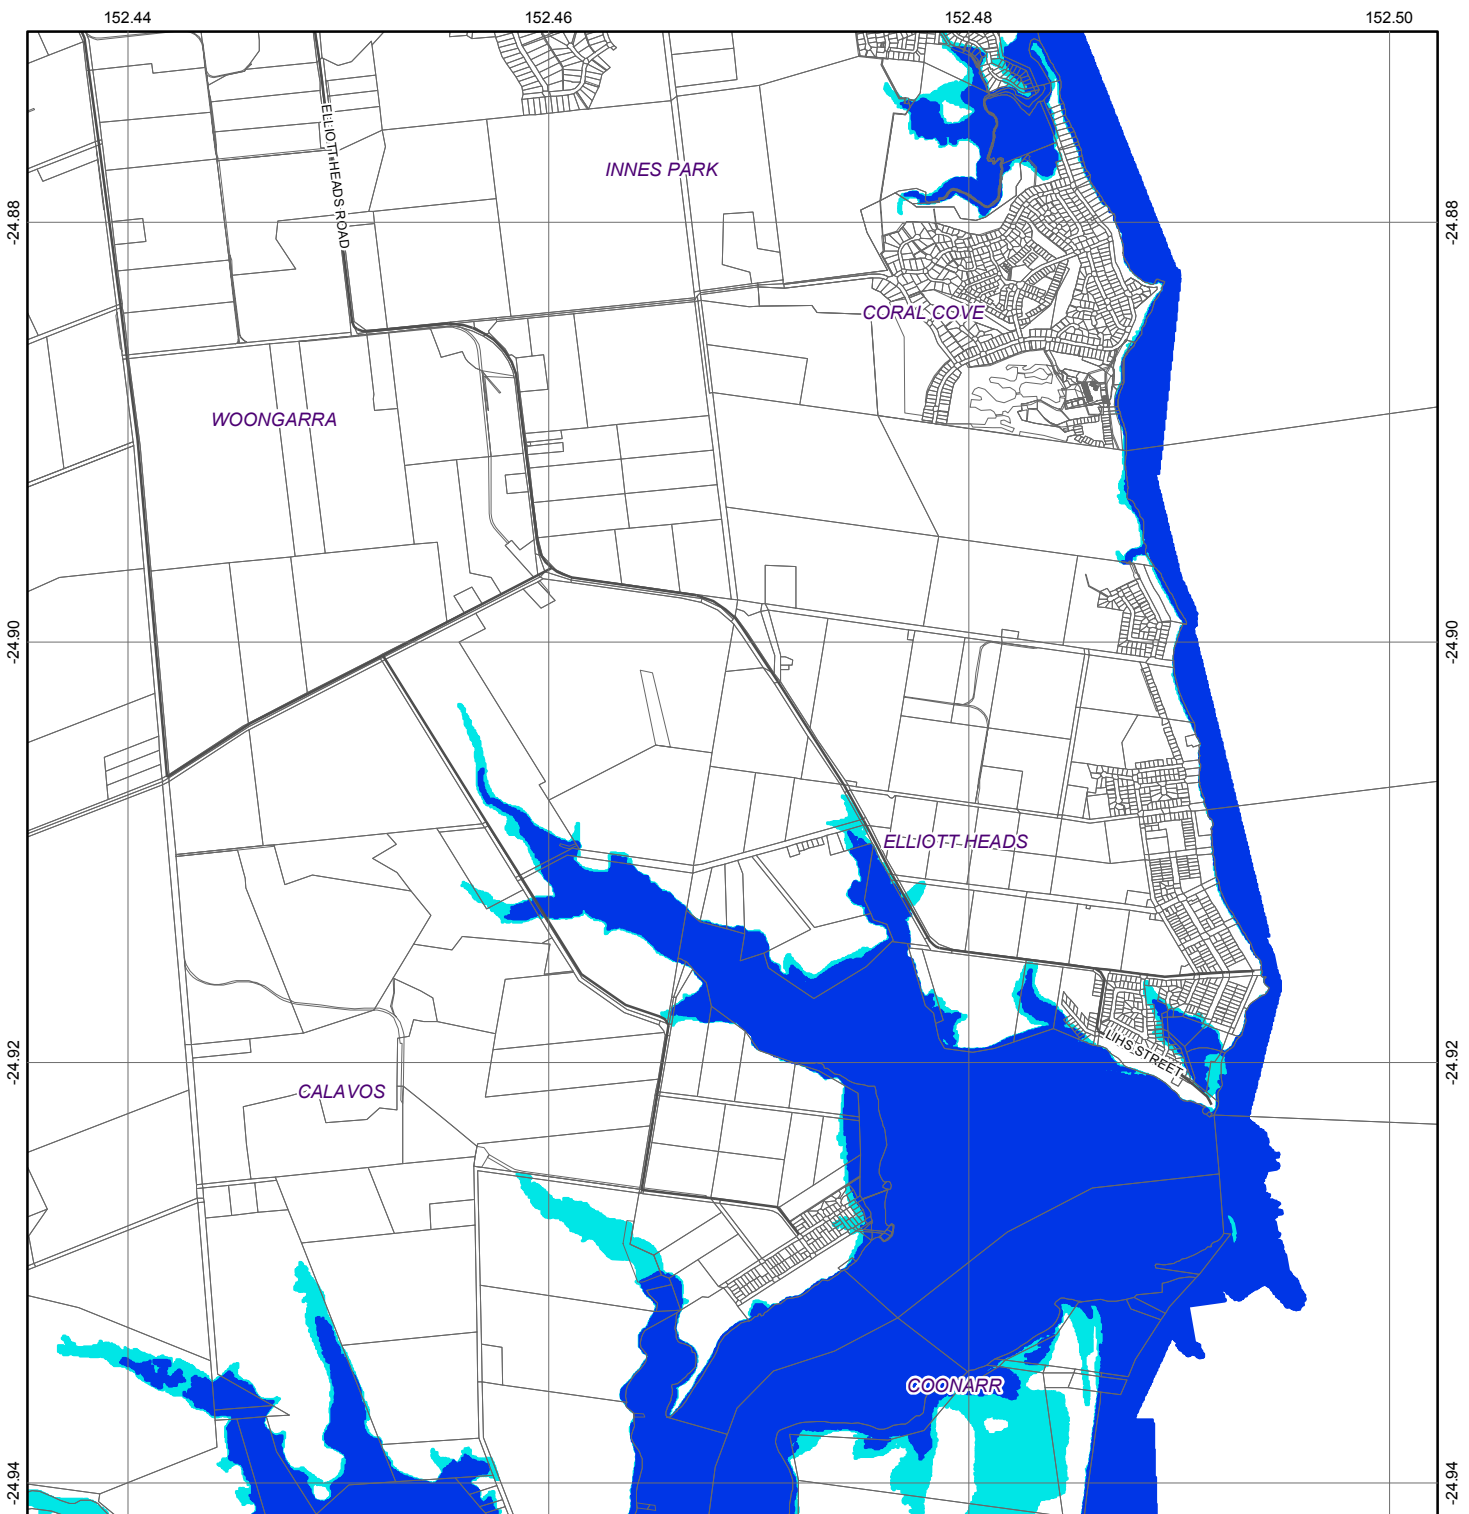 152.44 152.46 152.48 152.50
ELLIOTT HEADS ROAD
INNES PARK
-24.88 -24.88
CORAL COVE
WOONGARRA
-24.90 -24.90
ELLIOTT HEADS
LIHS STREET
-24.92 -24.92
CALAVOS
COONARR
-24.94 -24.94